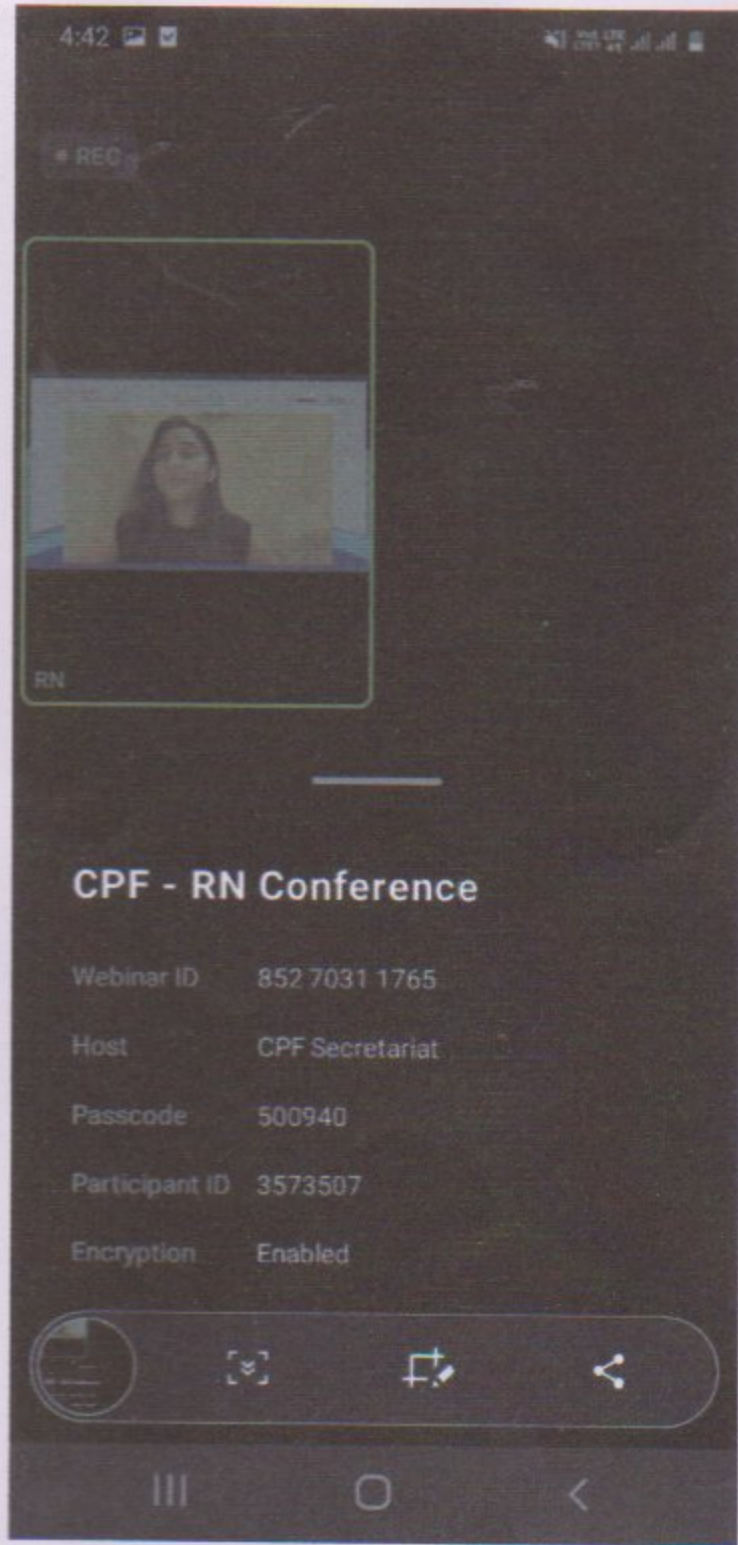 4:42
REC
RN
CPF - RN Conference
Webinar ID 852 7031 1765
Host CPF Secretariat
Passcode 500940
Participant ID 3573507
Encryption Enabled